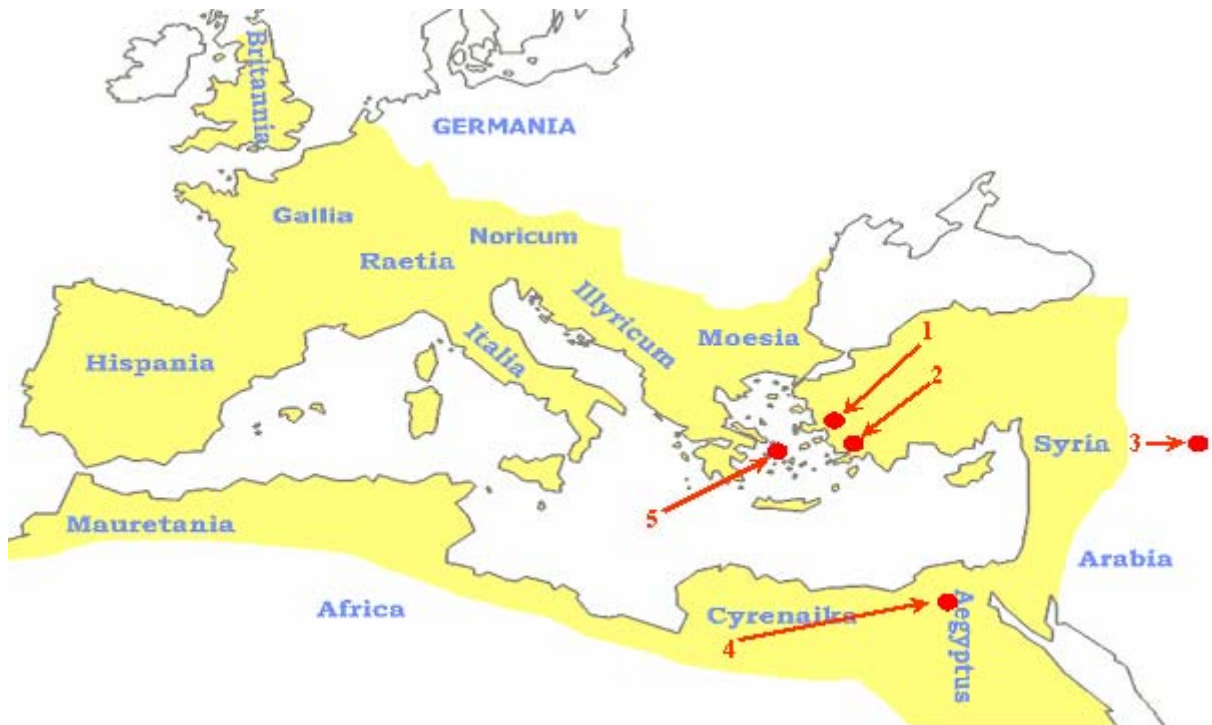 Britannia
GERMANIA
Gallia
Noricum
Raetia
Illyricum
Italia
Moesia
Hispania
1
2
Syria
3
5
Mauretania
Arabia
Africa
Cyrenaika
Aegyptus
4